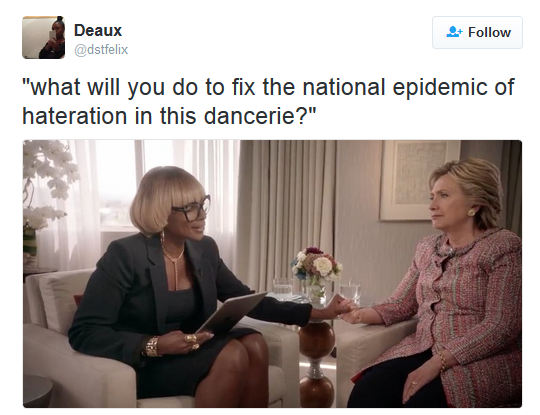 Deaux
@dstfelix
Follow
"what will you do to fix the national epidemic of
hateration in this dancerie?"